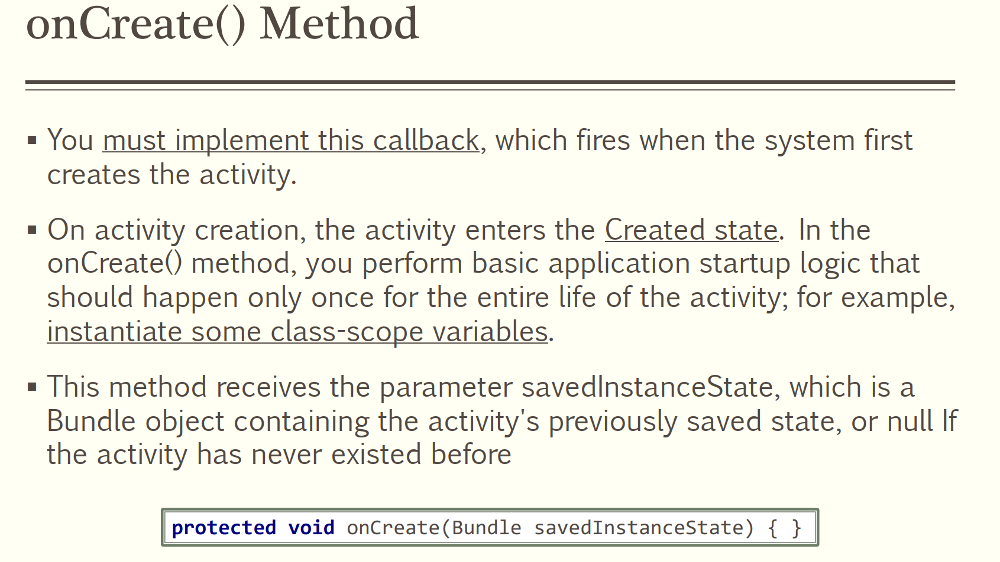 onCreate() Method
▪ You must implement this callback, which fires when the system first
creates the activity.
▪ On activity creation, the activity enters the Created state. In the
onCreate() method, you perform basic application startup logic that
should happen only once for the entire life of the activity; for example,
instantiate some class-scope variables.
▪ This method receives the parameter savedInstanceState, which is a
Bundle object containing the activity's previously saved state, or null If
the activity has never existed before
protected void onCreate(Bundle savedInstanceState) { }